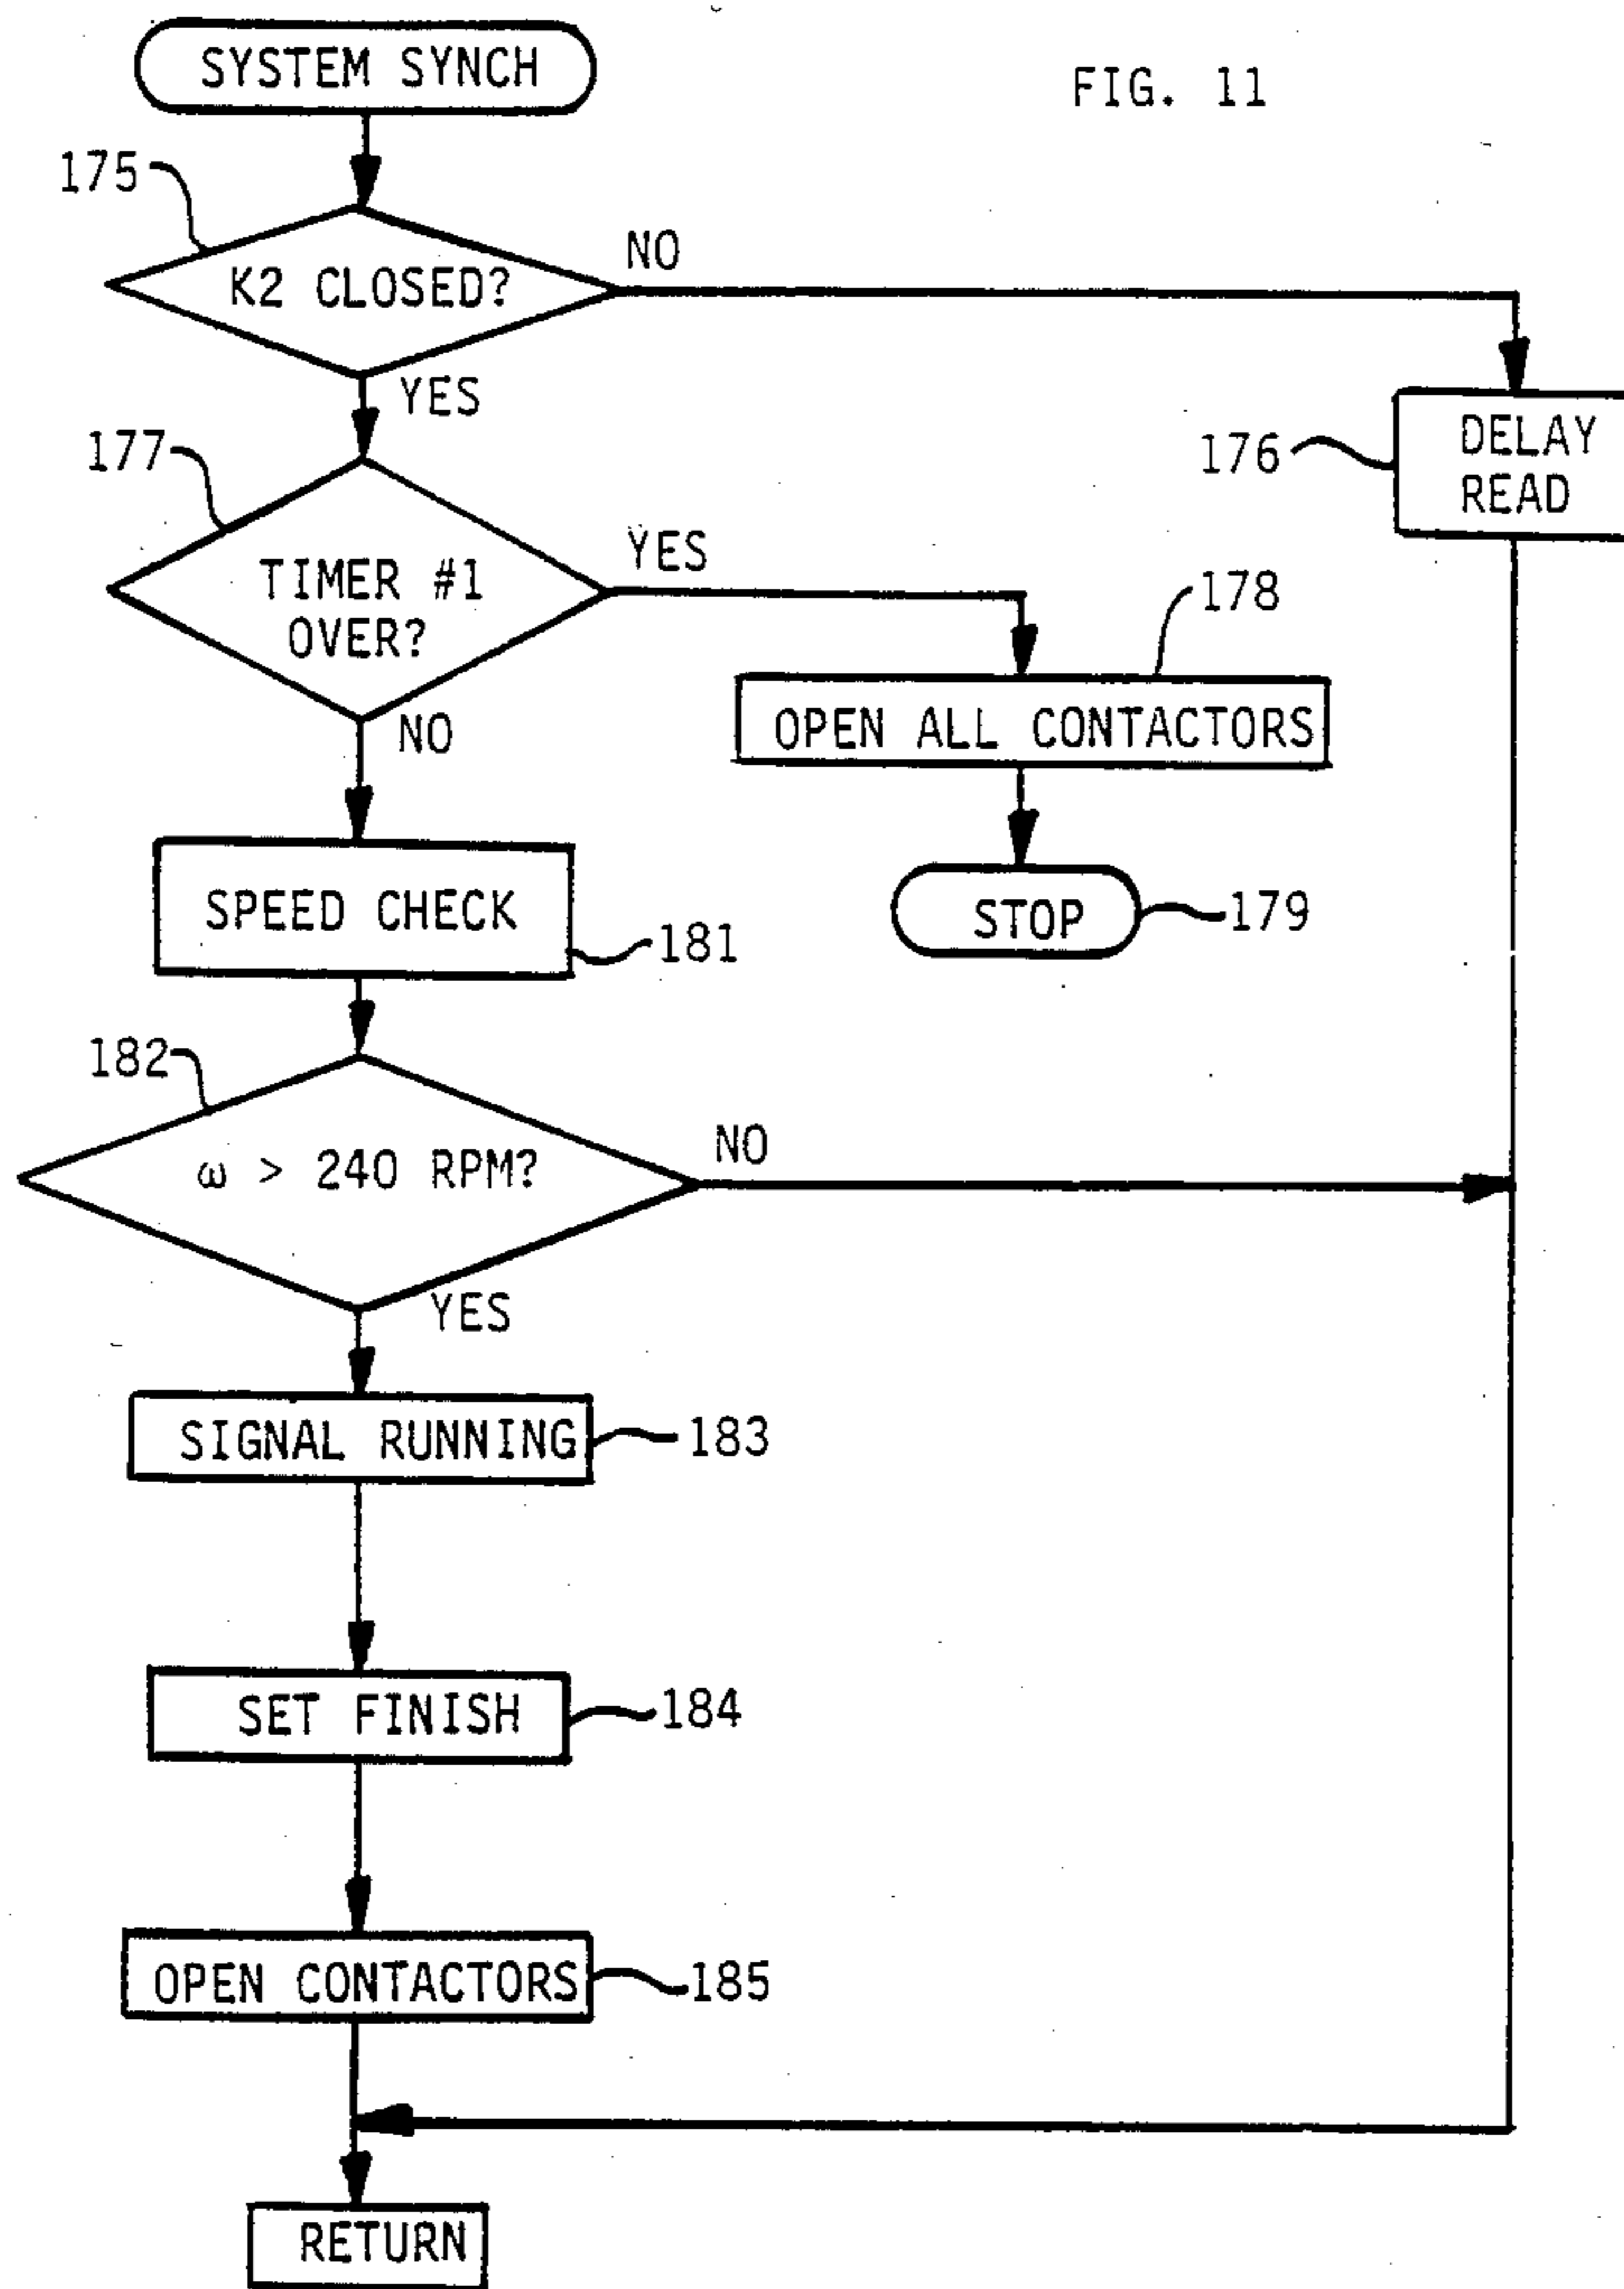 SYSTEM SYNCH
FIG. 11
175
K2 CLOSED?
NO
YES
176
DELAY
READ
177
TIMER #1
OVER?
YES
NO
178
OPEN ALL CONTACTORS
STOP
179
SPEED CHECK
181
182
ω > 240 RPM?
NO
YES
SIGNAL RUNNING
183
SET FINISH
184
OPEN CONTACTORS
185
RETURN